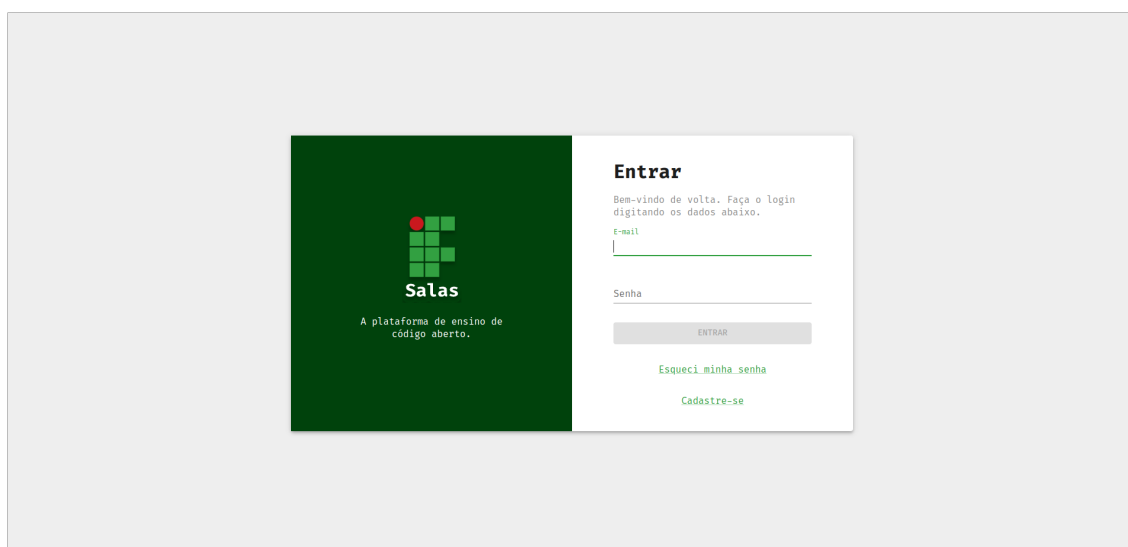 Salas
A plataforma de ensino de
código aberto.
Entrar
Bem-vindo de volta. Faça o login
digitando os dados abaixo.
E-mail
Senha
ENTRAR
Esqueci minha senha
Cadastre-se